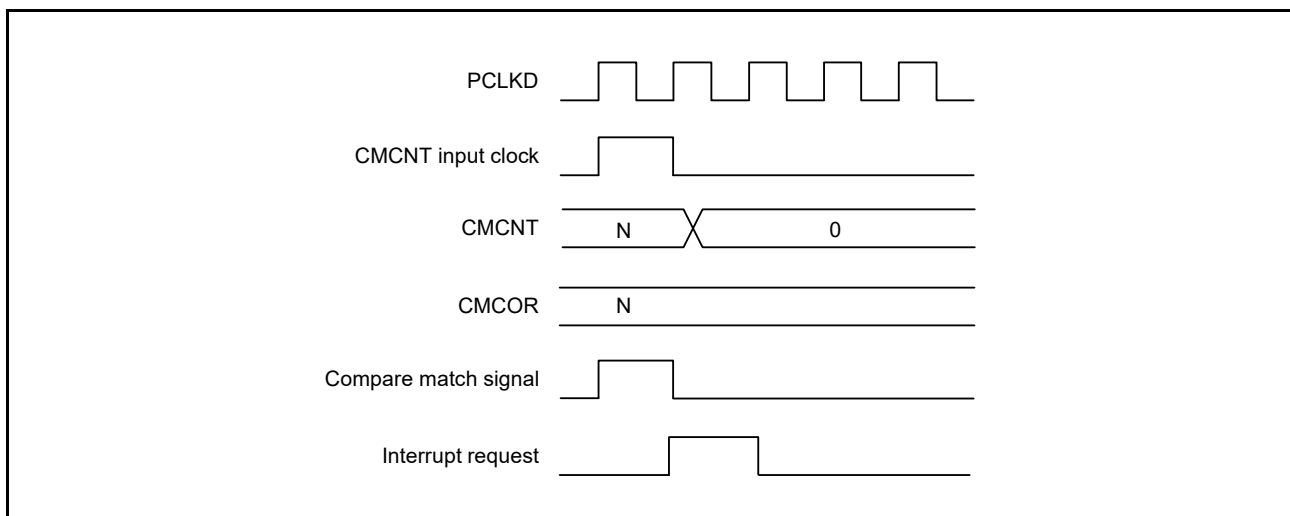 PCLKD
CMCNT input clock
CMCNT N 0
CMCOR N
Compare match signal
Interrupt request